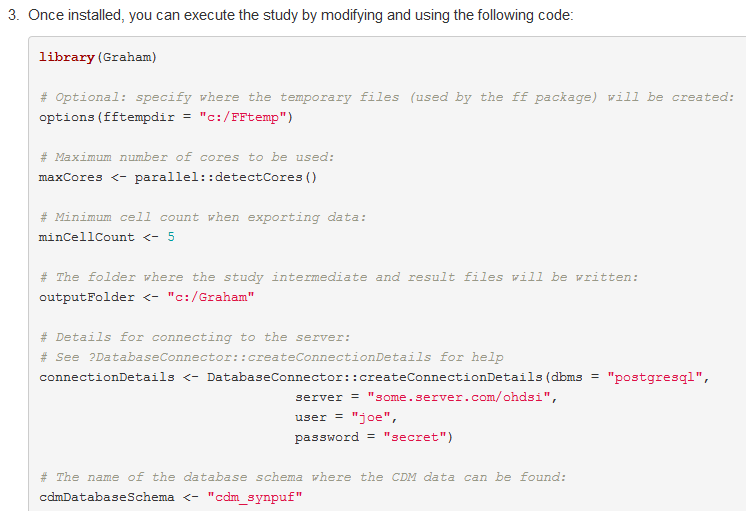 3. Once installed, you can execute the study by modifying and using the following code:
library(Graham)
# Optional: specify where the temporary files (used by the ff package) will be created:
options(fftempdir = "c:/FFtemp")
# Maximum number of cores to be used:
maxCores <- parallel::detectCores()
# Minimum cell count when exporting data:
minCellCount <- 5
# The folder where the study intermediate and result files will be written:
outputFolder <- "c:/Graham"
# Details for connecting to the server:
# See ?DatabaseConnector::createConnectionDetails for help
connectionDetails <- DatabaseConnector::createConnectionDetails(dbms = "postgresql",
server = "some.server.com/ohdsi",
user = "joe",
password = "secret")
# The name of the database schema where the CDM data can be found:
cdmDatabaseSchema <- "cdm_synpuf"